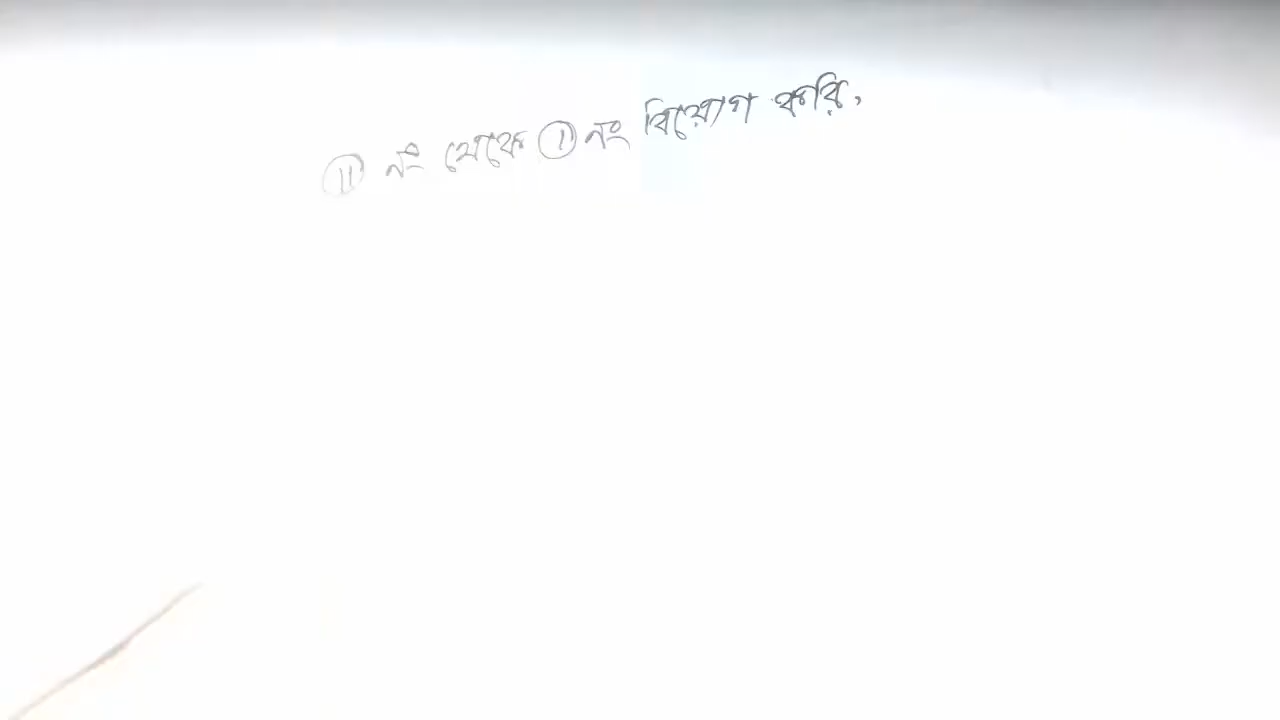 (ii) নং থেকে (i) নং বিয়োগ করি,